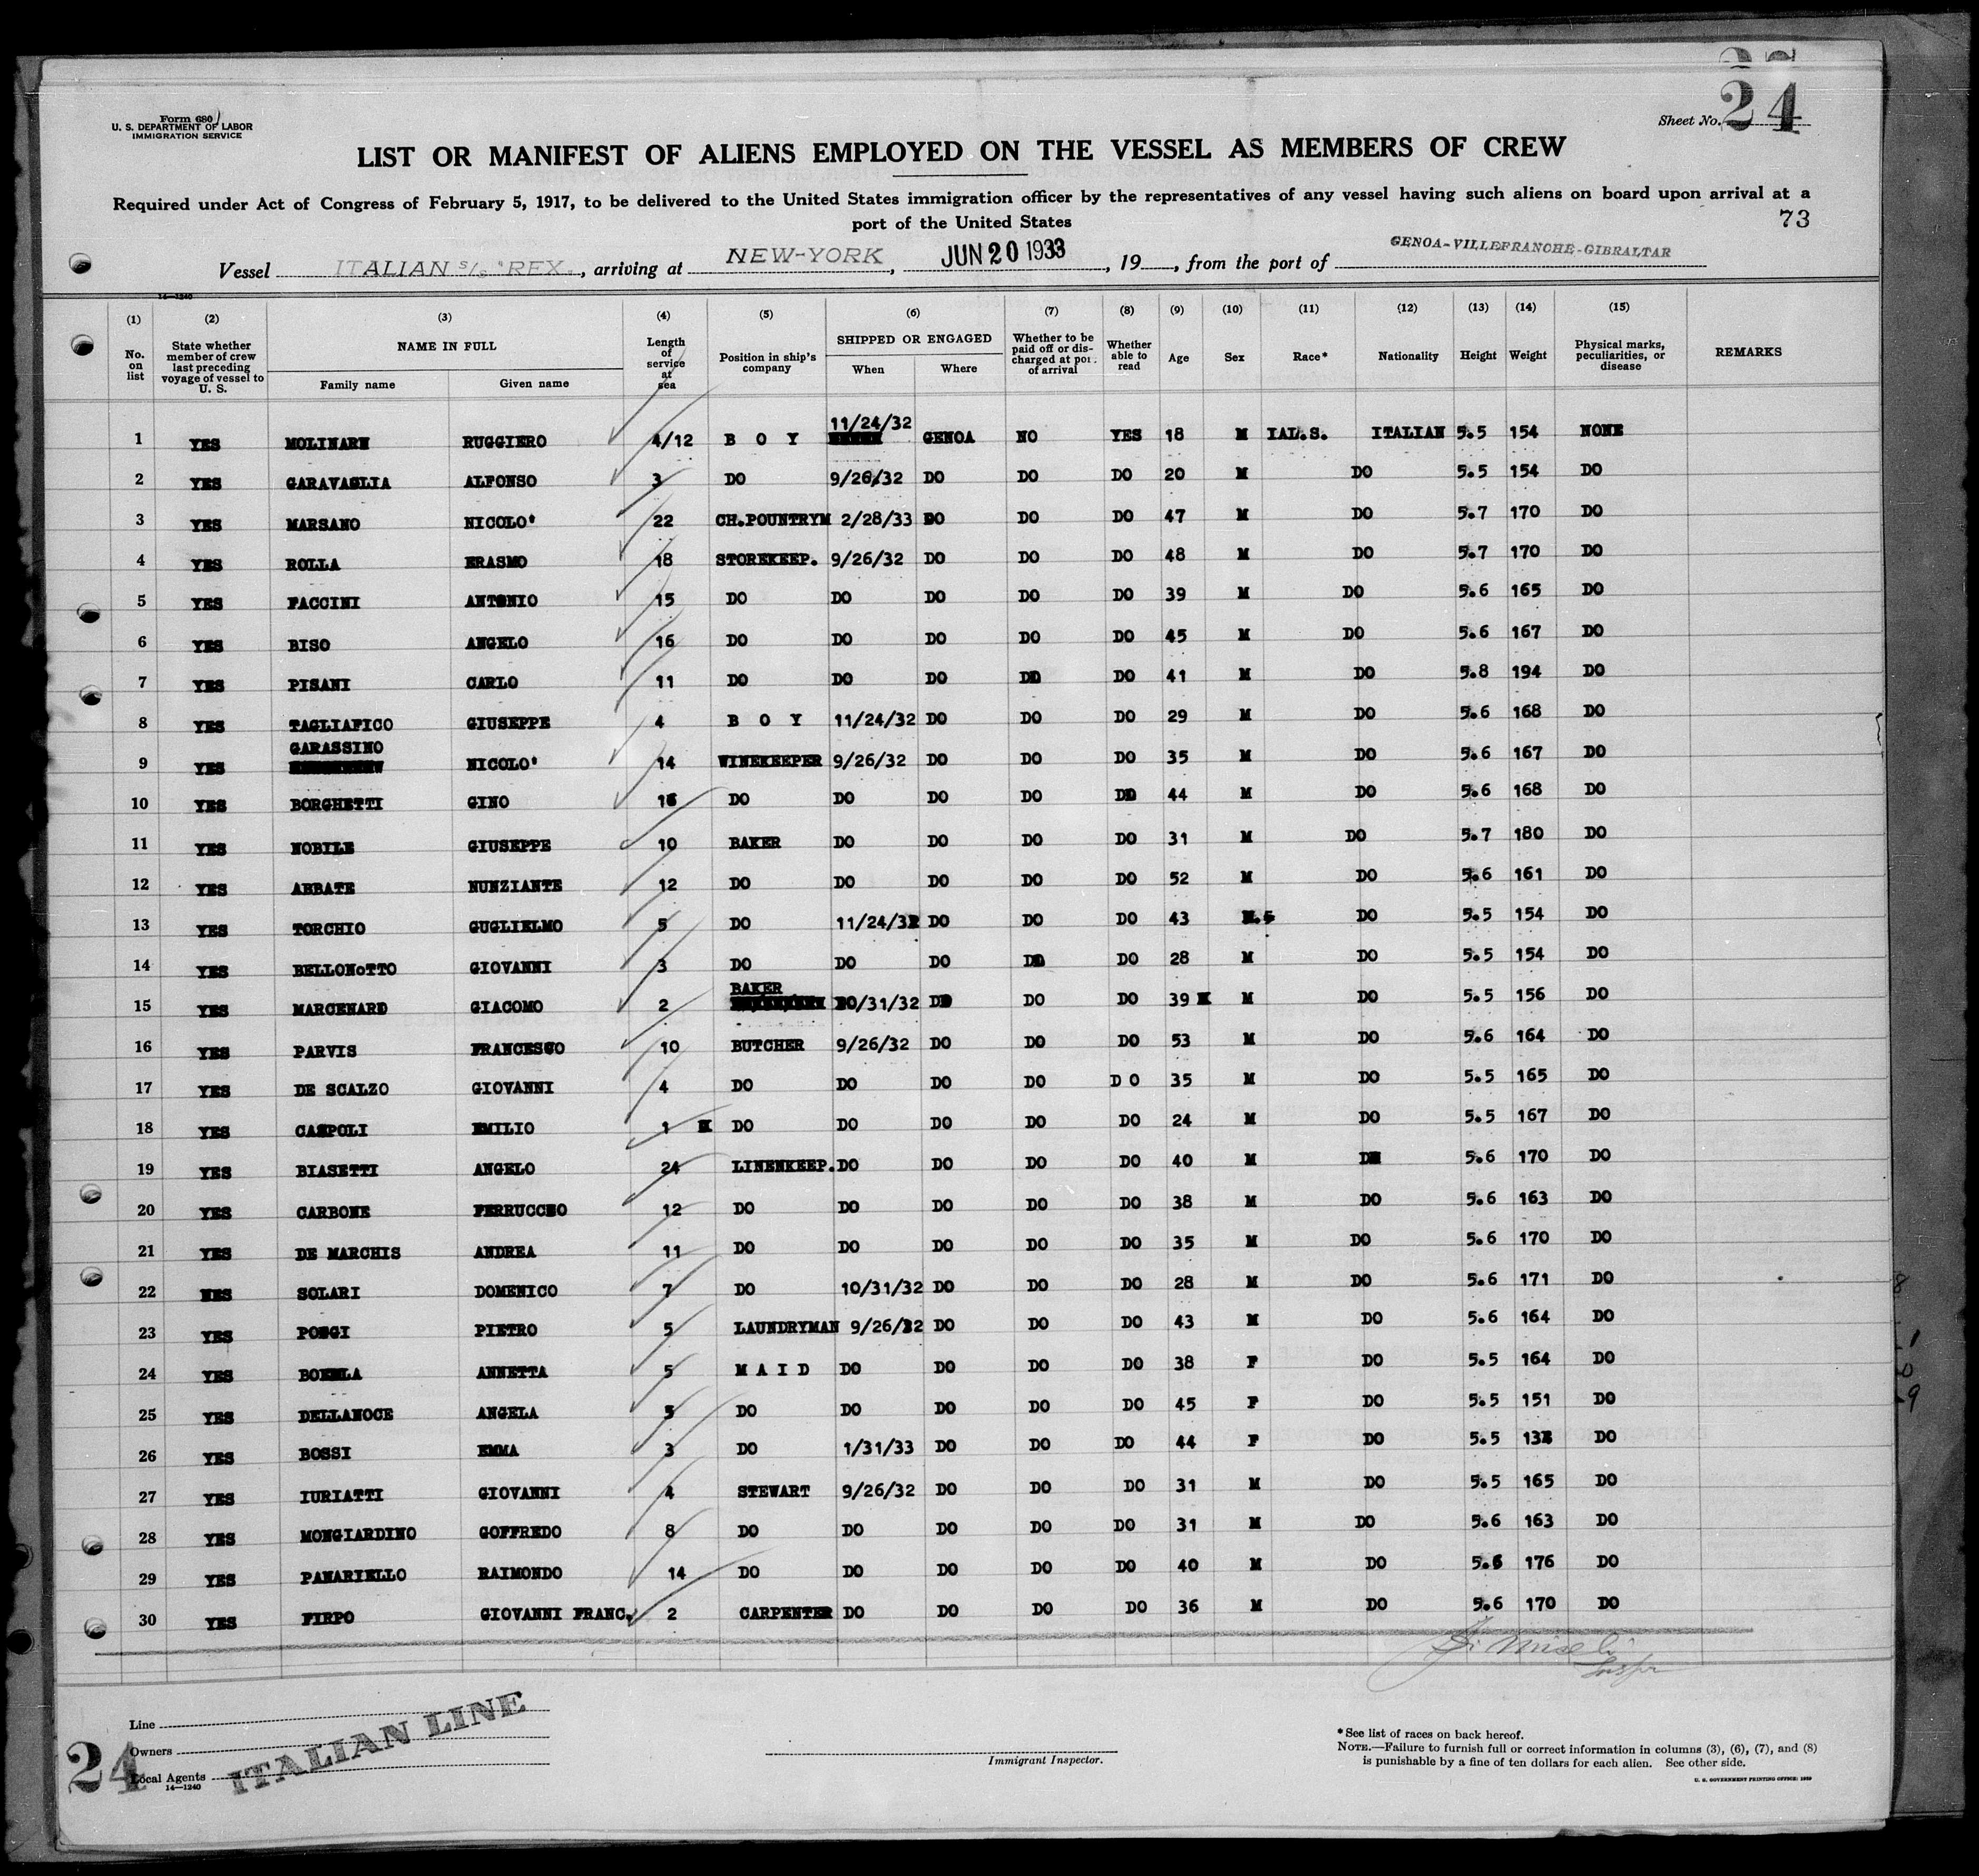 24
Form 680
U. S. DEPARTMENT OF LABOR
IMMIGRATION SERVICE
Sheet No. 24
LIST OR MANIFEST OF ALIENS EMPLOYED ON THE VESSEL AS MEMBERS OF CREW
Required under Act of Congress of February 5, 1917, to be delivered to the United States immigration officer by the representatives of any vessel having such aliens on board upon arrival at a
port of the United States
73
Vessel ITALIAN S/S "REX", arriving at NEW-YORK, JUN 20 1933, 19, from the port of GENOA-VILLEFRANCHE-GIBRALTAR
14—1240
(1) (2) (3) (4) (5) (6) (7) (8) (9) (10) (11) (12) (13) (14) (15)
No. on list | State whether member of crew last preceding voyage of vessel to U. S. | NAME IN FULL | Family name | Given name | Length of service at sea | Position in ship's company | SHIPPED OR ENGAGED | When | Where | Whether to be paid off or discharged at port of arrival | Whether able to read | Age | Sex | Race* | Nationality | Height | Weight | Physical marks, peculiarities, or disease | REMARKS
1 YES MOLINARI RUGGIERO 4/12 B O Y 11/24/32 GENOA NO YES 18 M IAL.S. ITALIAN 5.5 154 NONE
2 YES GARAVAGLIA ALFONSO 3 DO 9/26/32 DO DO DO 20 M DO 5.5 154 DO
3 YES MARSANO NICOLO' 22 CH.POUNTRYM 2/28/33 DO DO DO 47 M DO 5.7 170 DO
4 YES ROLLA ERASMO 18 STOREKEEP. 9/26/32 DO DO DO 48 M DO 5.7 170 DO
5 YES PACCINI ANTONIO 15 DO DO DO DO DO 39 M DO 5.6 165 DO
6 YES BISO ANGELO 16 DO DO DO DO DO 45 M DO 5.6 167 DO
7 YES PISANI CARLO 11 DO DO DO DO DO 41 M DO 5.8 194 DO
8 YES TAGLIAFICO GIUSEPPE 4 B O Y 11/24/32 DO DO DO 29 M DO 5.6 168 DO
9 YES GARASSINO NICOLO' 14 WINEKEEPER 9/26/32 DO DO DO 35 M DO 5.6 167 DO
10 YES BORGHETTI GINO 16 DO DO DO DO DO 44 M DO 5.6 168 DO
11 YES NOBILE GIUSEPPE 10 BAKER DO DO DO DO 31 M DO 5.7 180 DO
12 YES ABBATE NUNZIANTE 12 DO DO DO DO DO 52 M DO 5.6 161 DO
13 YES TORCHIO GUGLIELMO 5 DO 11/24/32 DO DO DO 43 M DO 5.5 154 DO
14 YES BELLONoTTO GIOVANNI 3 DO DO DO DO DO 28 M DO 5.5 154 DO
15 YES MARCENARO GIACOMO 2 BAKER 10/31/32 DO DO DO 39 M DO 5.5 156 DO
16 YES PARVIS FRANCESCO 10 BUTCHER 9/26/32 DO DO DO 53 M DO 5.6 164 DO
17 YES DE SCALZO GIOVANNI 4 DO DO DO DO D O 35 M DO 5.5 165 DO
18 YES CASPOLI EMILIO 1 DO DO DO DO DO 24 M DO 5.5 167 DO
19 YES BIASETTI ANGELO 24 LINENKEEP. DO DO DO DO 40 M DO 5.6 170 DO
20 YES CARBONE FERRUCCIO 12 DO DO DO DO DO 38 M DO 5.6 163 DO
21 YES DE MARCHIS ANDREA 11 DO DO DO DO DO 35 M DO 5.6 170 DO
22 YES SOLARI DOMENICO 7 DO 10/31/32 DO DO DO 28 M DO 5.6 171 DO
23 YES POGGI PIETRO 5 LAUNDRYMAN 9/26/32 DO DO DO 43 M DO 5.6 164 DO
24 YES ANNETTA 5 M A I D DO DO DO DO 38 F DO 5.5 164 DO
25 YES DELLANOCE ANGELA 5 DO DO DO DO DO 45 F DO 5.5 151 DO
26 YES BOSSI EMMA 3 DO 1/31/33 DO DO DO 44 F DO 5.5 DO
27 YES IURIATTI GIOVANNI 4 STEWART 9/26/32 DO DO DO 31 M DO 5.5 165 DO
28 YES MONGIARDINO GOFFREDO 8 DO DO DO DO DO 31 M DO 5.6 163 DO
29 YES PANARIELLO RAIMONDO 14 DO DO DO DO DO 40 M DO 5.6 176 DO
30 YES FIRPO GIOVANNI FRANC. 2 CARPENTER DO DO DO DO 36 M DO 5.6 170 DO
Inspr
Line
Owners
Local Agents
14—1240
ITALIAN LINE
24
Immigrant Inspector.
*See list of races on back hereof.
NOTE.—Failure to furnish full or correct information in columns (3), (6), (7), and (8)
is punishable by a fine of ten dollars for each alien. See other side.
U. S. GOVERNMENT PRINTING OFFICE: 1929